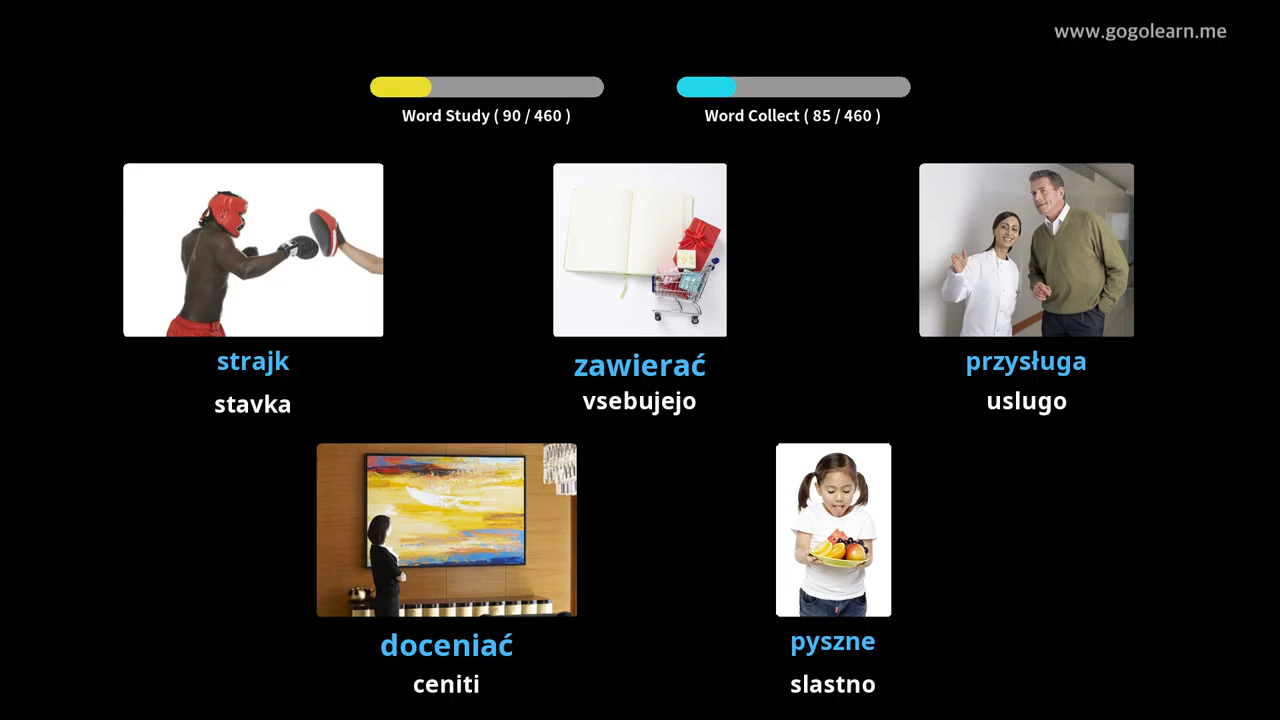 www.gogolearn.me
Word Study ( 90 / 460 )
Word Collect ( 85 / 460 )
strajk
stavka
zawierać
vsebujejo
przysługa
uslugo
doceniać
ceniti
pyszne
slastno